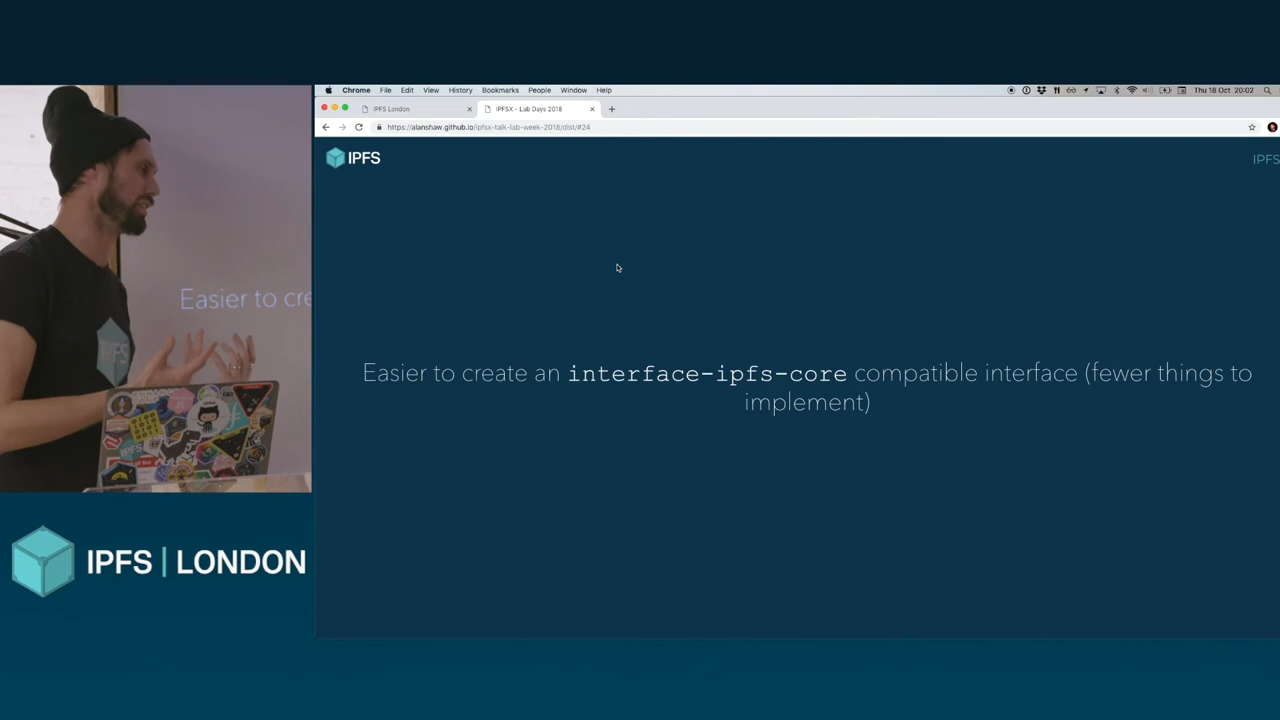 Chrome File Edit View History Bookmarks People Window Help
Thu 18 Oct 20:02
IPFS London
IPFSX - Lab Days 2018
https://alanshaw.github.io/ipfsx-talk-lab-week-2018/dist/#24
IPFS
IPFS
Easier to cre
Easier to create an interface-ipfs-core compatible interface (fewer things to
implement)
IPFS
IPFS | LONDON